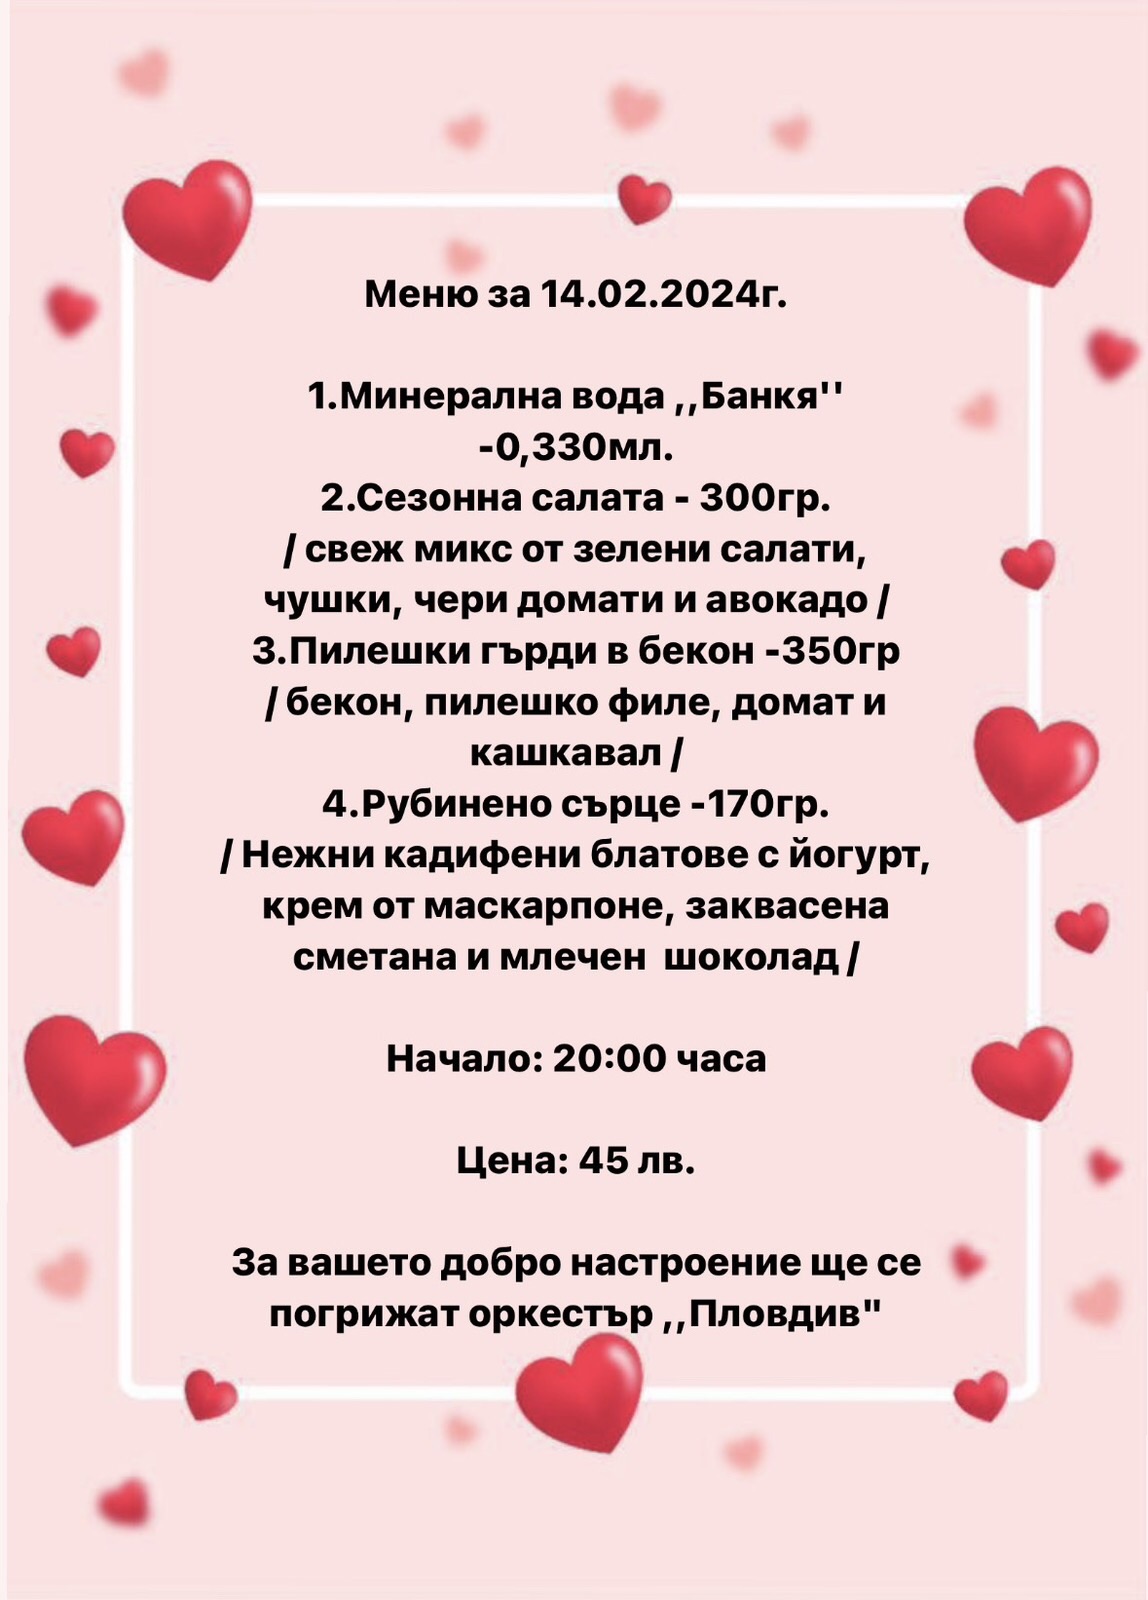 Меню за 14.02.2024г.
1.Минерална вода ,,Банкя''
-0,330мл.
2.Сезонна салата - 300гр.
/ свеж микс от зелени салати,
чушки, чери домати и авокадо /
3.Пилешки гърди в бекон -350гр
/ бекон, пилешко филе, домат и
кашкавал /
4.Рубинено сърце -170гр.
/ Нежни кадифени блатове с йогурт,
крем от маскарпоне, заквасена
сметана и млечен  шоколад /
Начало: 20:00 часа
Цена: 45 лв.
За вашето добро настроение ще се
погрижат оркестър ,,Пловдив"